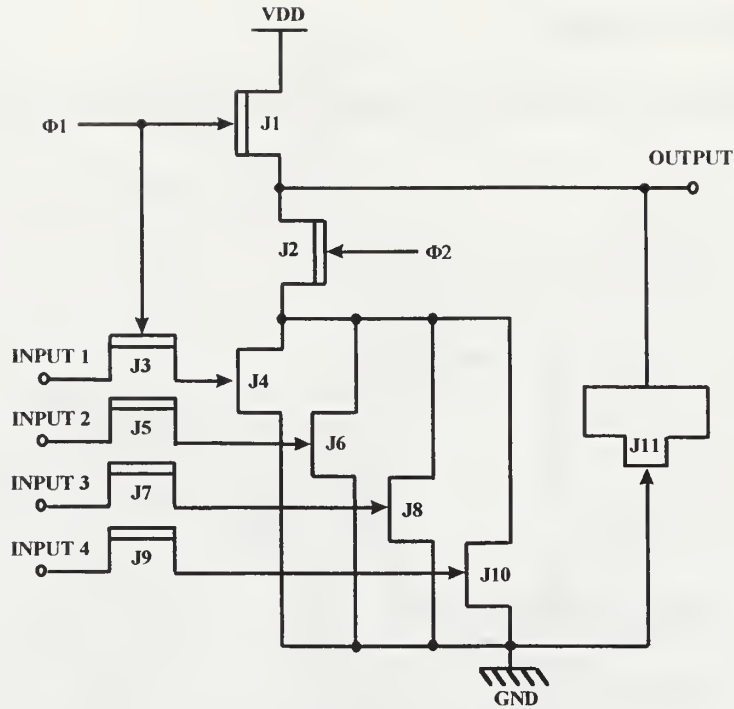 VDD
Φ1
J1
OUTPUT
J2
Φ2
INPUT 1
J3
J4
INPUT 2
J5
J6
J11
INPUT 3
J7
J8
INPUT 4
J9
J10
GND